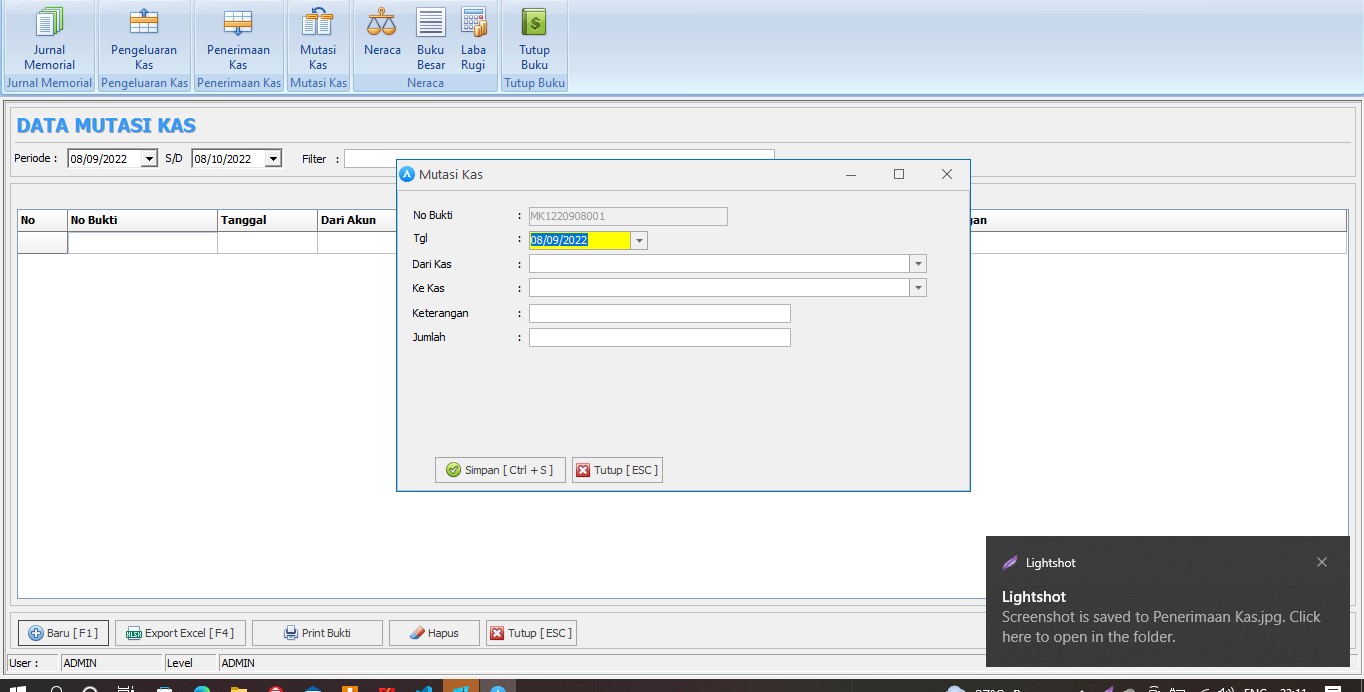 Jurnal Memorial
Pengeluaran Kas
Penerimaan Kas
Mutasi Kas
Neraca
Buku Besar
Laba Rugi
Tutup Buku
Jurnal Memorial Pengeluaran Kas Penerimaan Kas Mutasi Kas Neraca Tutup Buku
DATA MUTASI KAS
Periode : 08/09/2022 S/D 08/10/2022 Filter :
No No Bukti Tanggal Dari Akun
Mutasi Kas
No Bukti : MK1220908001
Tgl : 08/09/2022
Dari Kas :
Ke Kas :
Keterangan :
Jumlah :
Simpan [ Ctrl + S ] Tutup [ ESC ]
Lightshot
Lightshot
Screenshot is saved to Penerimaan Kas.jpg. Click
here to open in the folder.
Baru [ F1 ] Export Excel [ F4 ] Print Bukti Hapus Tutup [ ESC ]
User : ADMIN Level ADMIN